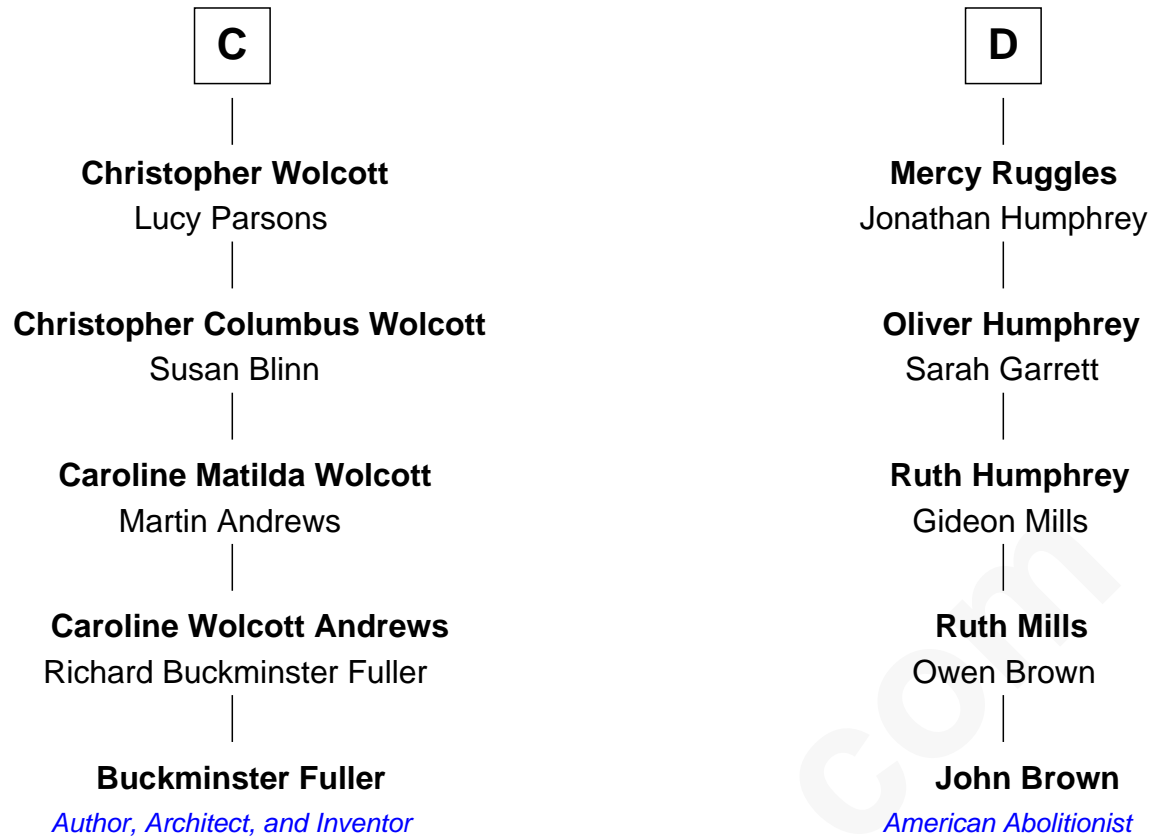 C
Christopher Wolcott
Lucy Parsons
Christopher Columbus Wolcott
Susan Blinn
Caroline Matilda Wolcott
Martin Andrews
Caroline Wolcott Andrews
Richard Buckminster Fuller
Buckminster Fuller
Author, Architect, and Inventor
D
Mercy Ruggles
Jonathan Humphrey
Oliver Humphrey
Sarah Garrett
Ruth Humphrey
Gideon Mills
Ruth Mills
Owen Brown
John Brown
American Abolitionist
com